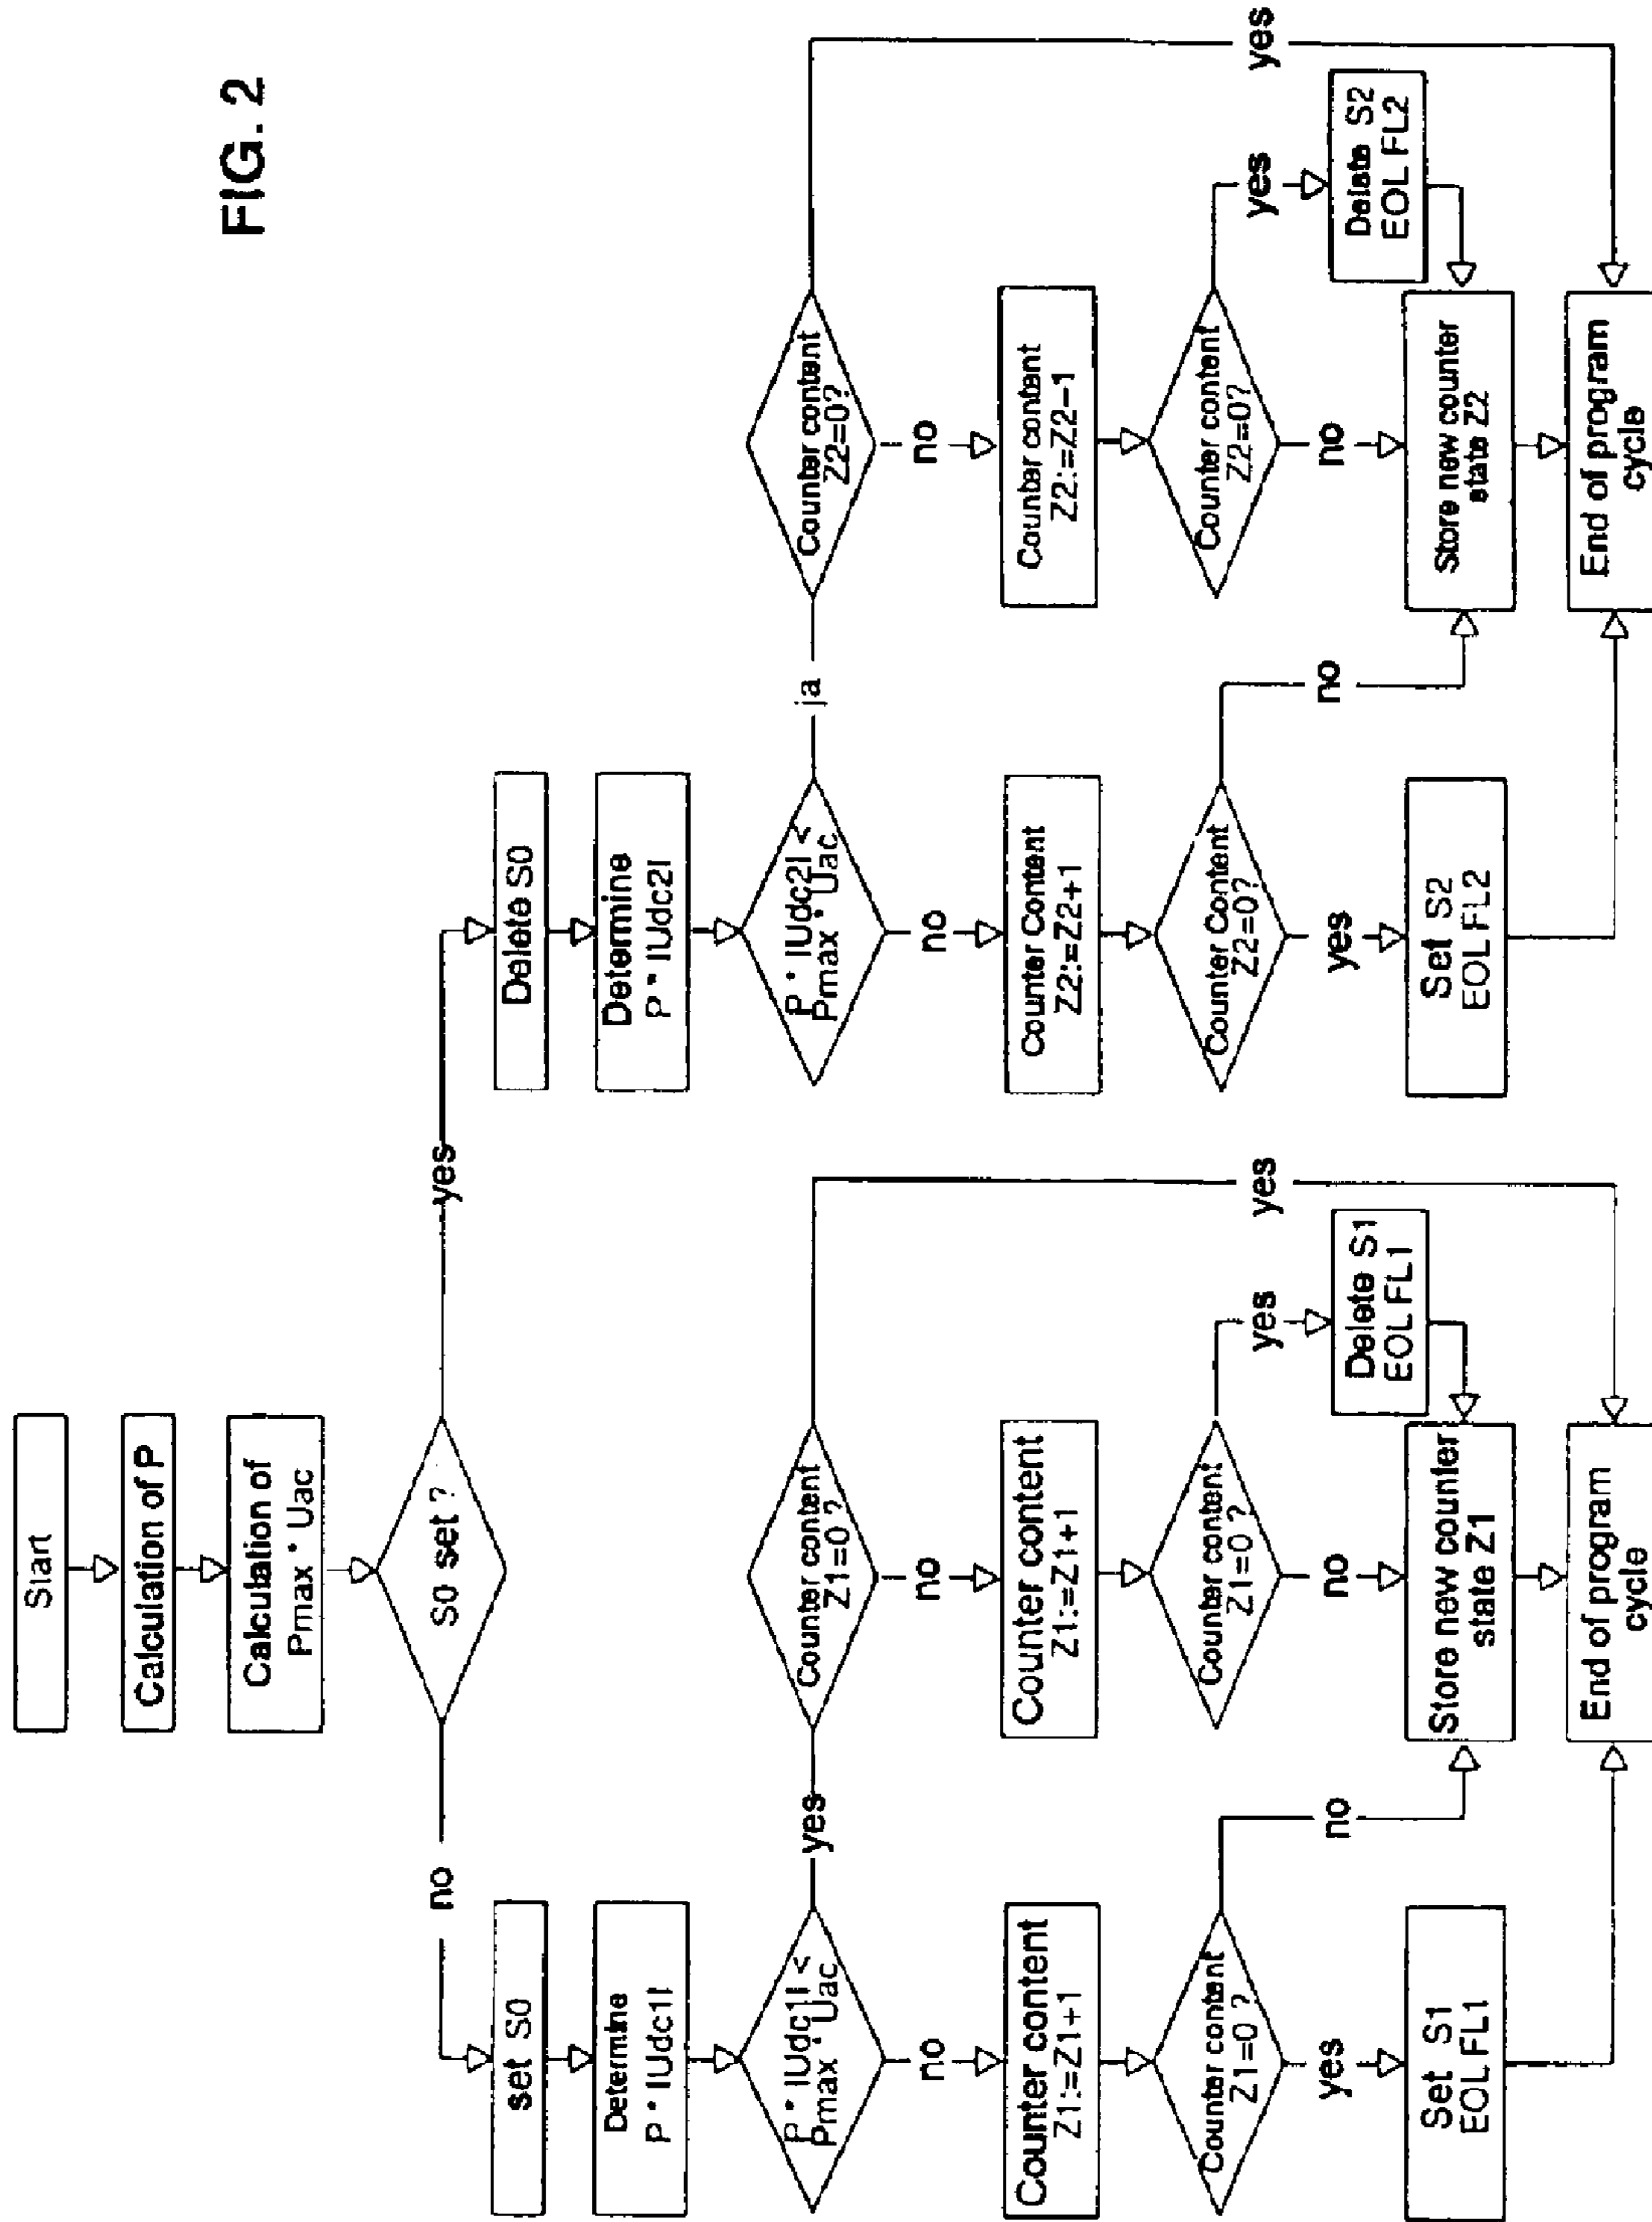 FIG. 2
Start
Calculation of P
Calculation of
Pmax * Uac
S0 set ?
no
yes
set S0
Determine
P * IUdc1I
P * IUdc1I <
Pmax * Uac
yes
no
Counter content
Z1:=Z1+1
Counter content
Z1=0 ?
no
yes
Set S1
EOL FL1
Counter content
Z1=0 ?
yes
no
Counter content
Z1:=Z1+1
Counter content
Z1=0 ?
yes
no
Delete S1
EOL FL1
Store new counter
state Z1
End of program
cycle
Delete S0
Determine
P * IUdc2I
P * IUdc2I <
Pmax * Uac
ja
no
Counter Content
Z2:=Z2+1
Counter Content
Z2=0?
no
yes
Set S2
EOL FL2
Counter content
Z2=0?
yes
no
Counter content
Z2:=Z2-1
Counter content
Z2=0?
yes
no
Delete S2
EOL FL2
Store new counter
state Z2
End of program
cycle